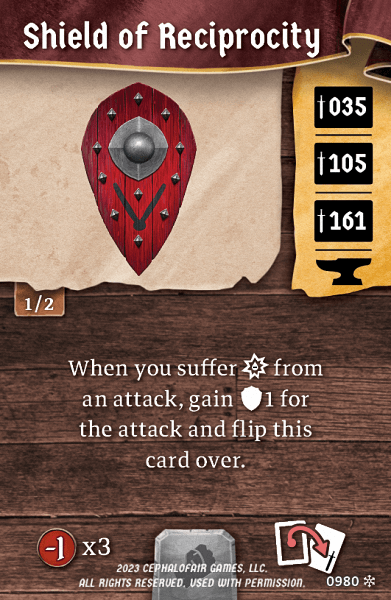 Shield of Reciprocity
035
105
161
1/2
When you suffer from
an attack, gain 1 for
the attack and flip this
card over.
-1 x3
2023 CEPHALOFAIR GAMES, LLC.
ALL RIGHTS RESERVED. USED WITH PERMISSION.
0980